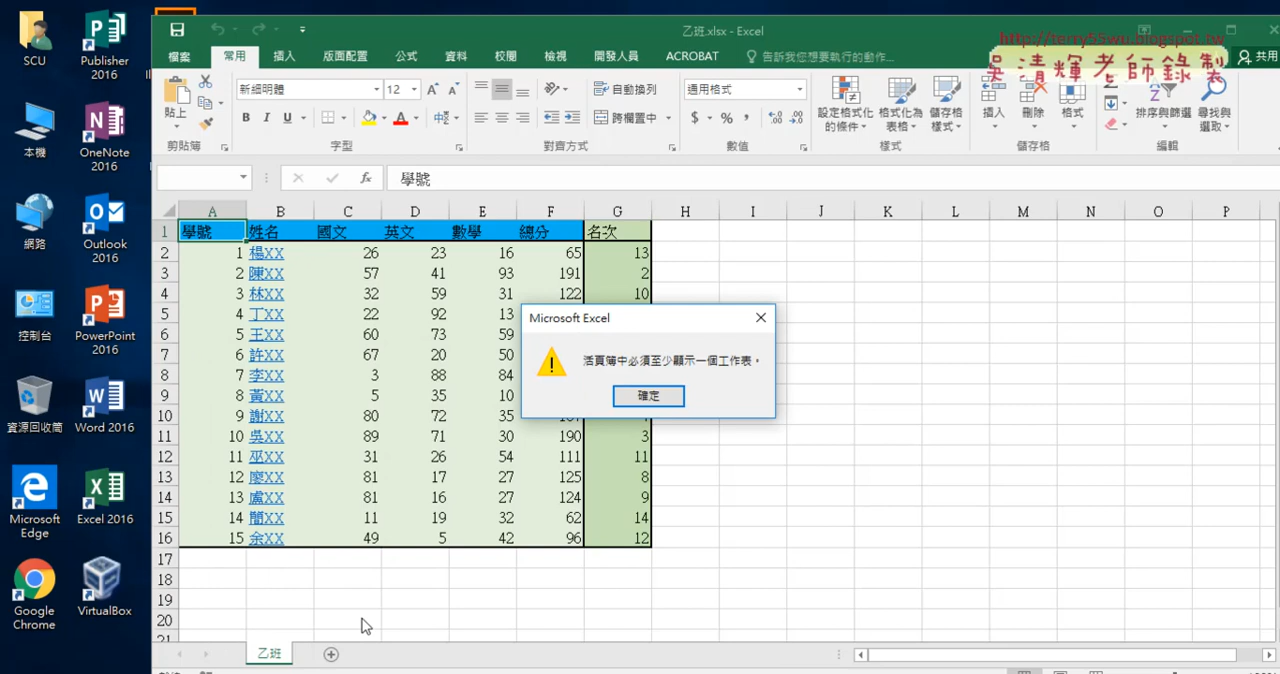 乙班.xlsx - Excel
http://terry55wu.blogspot.tw
吳清輝老師錄製
檔案 常用 插入 版面配置 公式 資料 校閱 檢視 開發人員 ACROBAT 告訴我您想要執行的動作... 共用
新細明體 12 自動換列 通用格式
貼上 B I U 跨欄置中 $ % 設定格式化的條件 格式化為表格 儲存格樣式 插入 刪除 格式 排序與篩選 尋找與選取
剪貼簿 字型 對齊方式 數值 樣式 儲存格 編輯
fx 學號
A B C D E F G H I J K L M N O P
1 學號 姓名 國文 英文 數學 總分 名次
2 1 楊XX 26 23 16 65 13
3 2 陳XX 57 41 93 191 2
4 3 林XX 32 59 31 122 10
5 4 丁XX 22 92 13
6 5 王XX 60 73 59
7 6 許XX 67 20 50
8 7 李XX 3 88 84
9 8 黃XX 5 35 10
10 9 謝XX 80 72 35
11 10 吳XX 89 71 30 190 3
12 11 巫XX 31 26 54 111 11
13 12 廖XX 81 17 27 125 8
14 13 盧XX 81 16 27 124 9
15 14 簡XX 11 19 32 62 14
16 15 余XX 49 5 42 96 12
17
18
19
20
21
乙班
Microsoft Excel
活頁簿中必須至少顯示一個工作表。
確定
SCU
Publisher 2016
本機
OneNote 2016
網路
Outlook 2016
控制台
PowerPoint 2016
資源回收筒
Word 2016
Microsoft Edge
Excel 2016
Google Chrome
VirtualBox